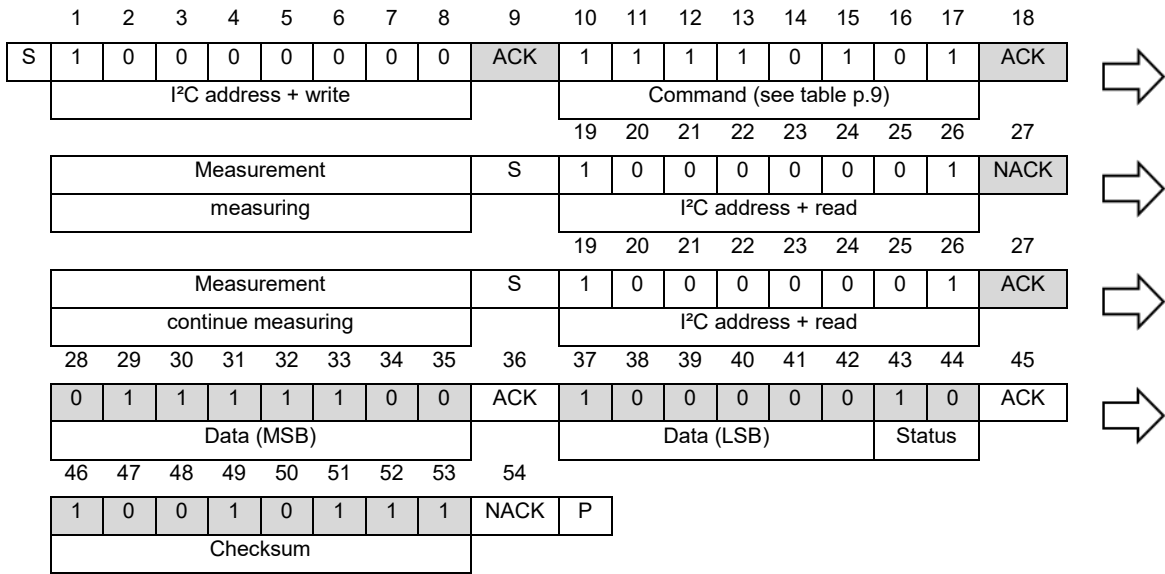 1 2 3 4 5 6 7 8 9 10 11 12 13 14 15 16 17 18
S 1 0 0 0 0 0 0 0 ACK 1 1 1 1 0 1 0 1 ACK
I²C address + write Command (see table p.9)
19 20 21 22 23 24 25 26 27
Measurement S 1 0 0 0 0 0 0 1 NACK
measuring I²C address + read
19 20 21 22 23 24 25 26 27
Measurement S 1 0 0 0 0 0 0 1 ACK
continue measuring I²C address + read
28 29 30 31 32 33 34 35 36 37 38 39 40 41 42 43 44 45
0 1 1 1 1 1 0 0 ACK 1 0 0 0 0 0 1 0 ACK
Data (MSB) Data (LSB) Status
46 47 48 49 50 51 52 53 54
1 0 0 1 0 1 1 1 NACK P
Checksum